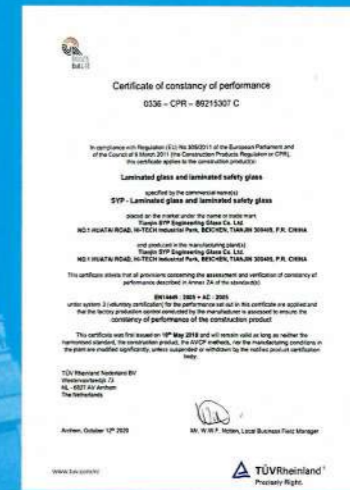 Certificate of constancy of performance
0336 – CPR – 89215307 C
In compliance with Regulation (EU) No 305/2011 of the European Parliament and
of the Council of 9 March 2011 (the Construction Products Regulation or CPR),
this certificate applies to the construction product(s):
Laminated glass and laminated safety glass
specified by the commercial name(s)
SYP - Laminated glass and laminated safety glass
placed on the market under the name or trade mark
Tianjin SYP Engineering Glass Co. Ltd.
NO.1 HUATAI ROAD, HI-TECH Industrial Park, BEICHEN, TIANJIN 300409, P.R. CHINA
and produced in the manufacturing plant(s)
Tianjin SYP Engineering Glass Co. Ltd.
NO.1 HUATAI ROAD, HI-TECH Industrial Park, BEICHEN, TIANJIN 300409, P.R. CHINA
This certificate attests that all provisions concerning the assessment and verification of constancy of
performance described in Annex ZA of the standard(s)
EN14449 : 2005 + AC : 2005
under system 3 (voluntary certification) for the performance set out in this certificate are applied and
that the factory production control conducted by the manufacturer is assessed to ensure the
constancy of performance of the construction product
This certificate was first issued on 16th May 2018 and will remain valid as long as neither the
harmonised standard, the construction product, the AVCP methods, nor the manufacturing conditions in
the plant are modified significantly, unless suspended or withdrawn by the notified product certification
body.
TÜV Rheinland Nederland BV
Westervoortsedijk 73
NL - 6827 AV Arnhem
The Netherlands
Arnhem, October 12th 2020
Mr. W.W.F. Molten, Local Business Field Manager
www.tuv.com/nl
TÜVRheinland®
Precisely Right.